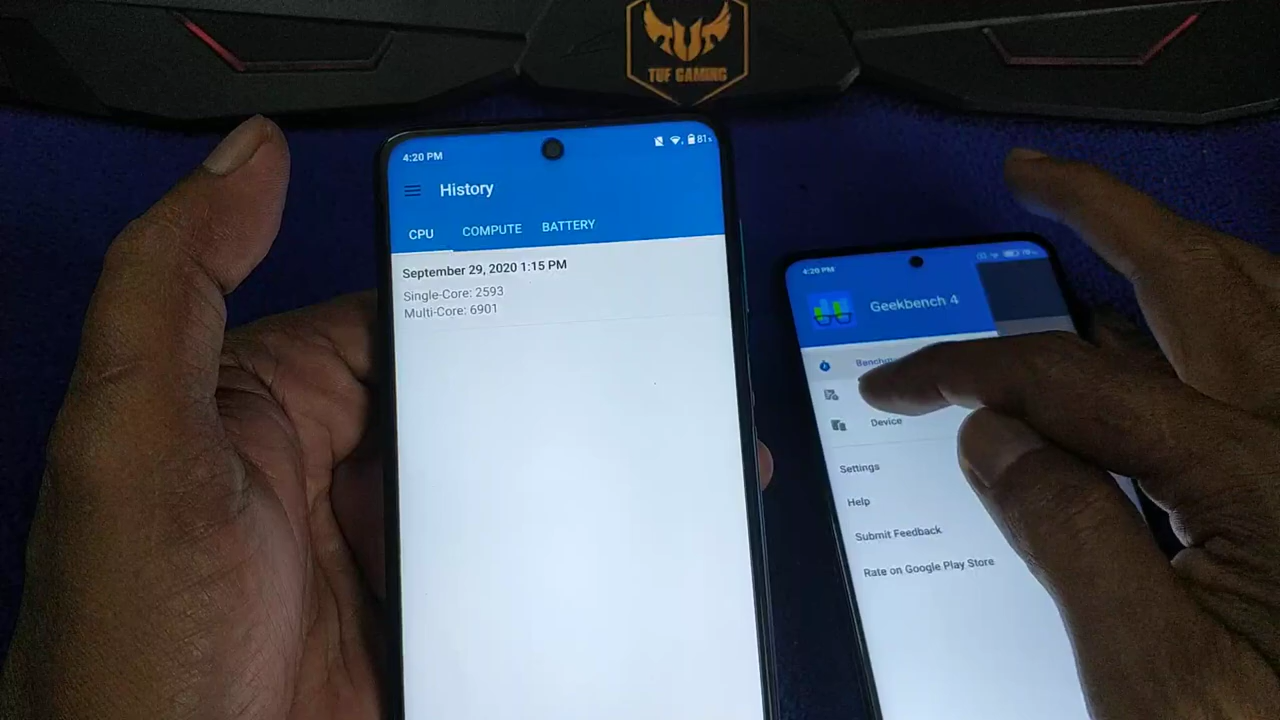 TUF GAMING
4:20 PM
81%
History
CPU
COMPUTE
BATTERY
September 29, 2020 1:15 PM
Single-Core: 2593
Multi-Core: 6901
4:20 PM
Geekbench 4
Device
Settings
Help
Submit Feedback
Rate on Google Play Store